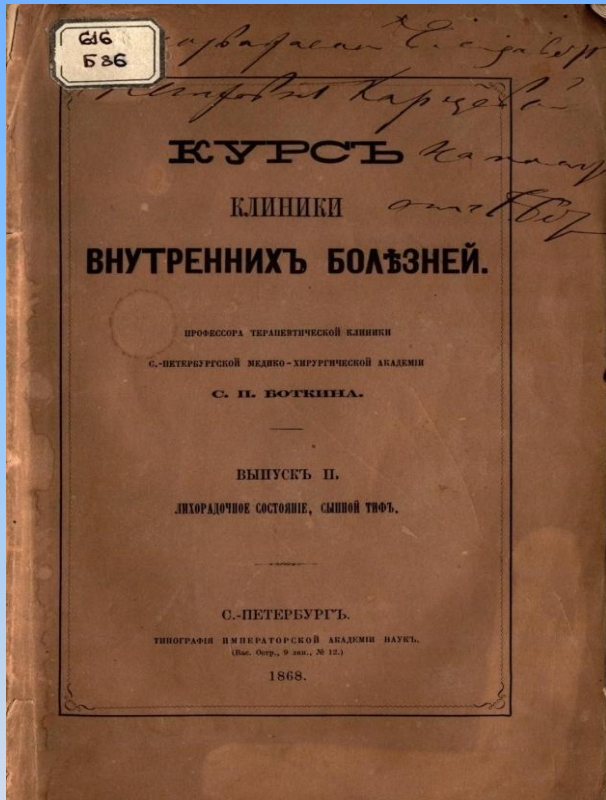 616
Б 86
КУРСЪ
КЛИНИКИ
ВНУТРЕННИХЪ БОЛѢЗНЕЙ.
ПРОФЕССОРА ТЕРАПЕВТИЧЕСКОЙ КЛИНИКИ
С.-ПЕТЕРБУРГСКОЙ МЕДИКО-ХИРУРГИЧЕСКОЙ АКАДЕМІИ
С. П. БОТКИНА.
ВЫПУСКЪ II.
ЛИХОРАДОЧНОЕ СОСТОЯНІЕ, СЫПНОЙ ТИФЪ.
С.-ПЕТЕРБУРГЪ.
ТИПОГРАФІЯ ИМПЕРАТОРСКОЙ АКАДЕМІИ НАУКЪ.
(Вас. Остр., 9 лин., № 12.)
1868.